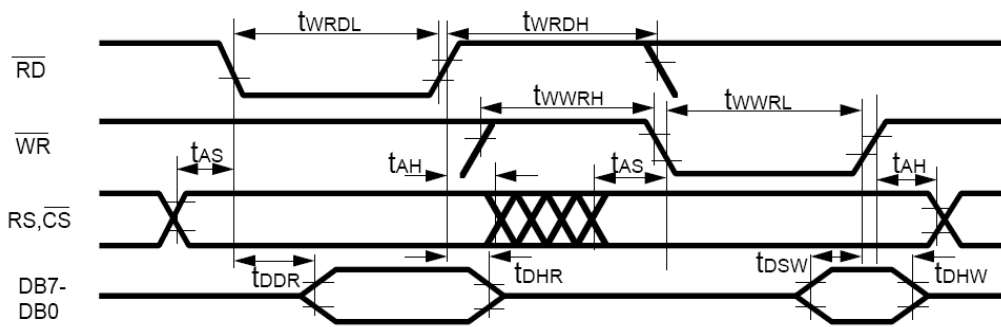 tWRDL tWRDH
RD
tWWRH tWWRL
WR
tAS tAH tAS tAH
RS,CS
tDDR tDHR tDSW tDHW
DB7-
DB0